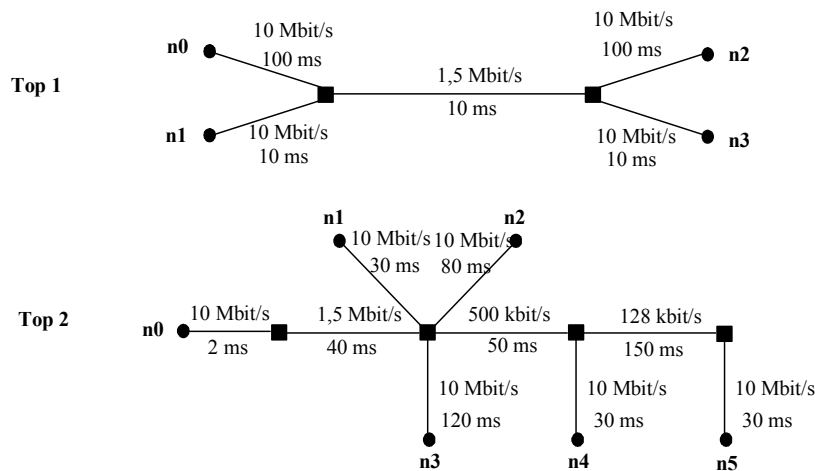 n0
10 Mbit/s
100 ms
10 Mbit/s
100 ms
n2
Top 1
1,5 Mbit/s
10 ms
n1
10 Mbit/s
10 ms
10 Mbit/s
10 ms
n3
n1
n2
10 Mbit/s
30 ms
10 Mbit/s
80 ms
Top 2
n0
10 Mbit/s
2 ms
1,5 Mbit/s
40 ms
500 kbit/s
50 ms
128 kbit/s
150 ms
10 Mbit/s
120 ms
10 Mbit/s
30 ms
10 Mbit/s
30 ms
n3
n4
n5